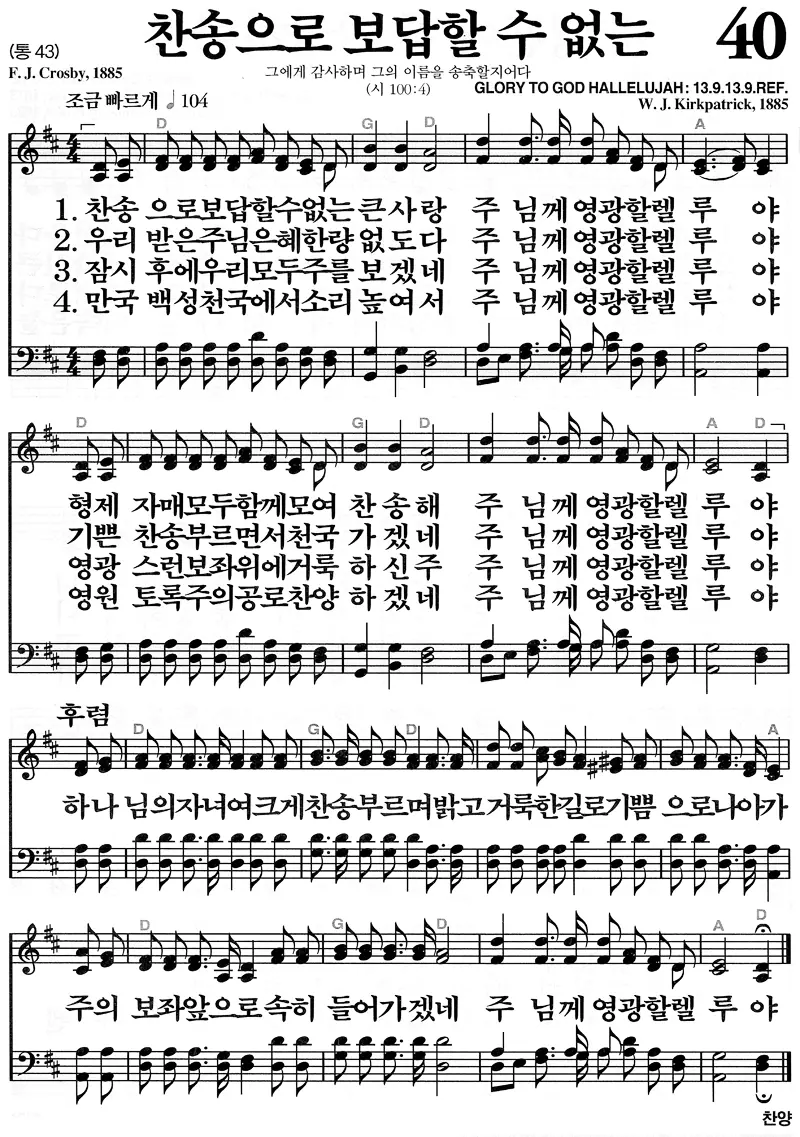 찬송으로 보답할 수 없는 40
(통 43)
F. J. Crosby, 1885 그에게 감사하며 그의 이름을 송축할지어다 GLORY TO GOD HALLELUJAH : 13.9.13.9.REF.
조금 빠르게 ♩104 (시 100:4) W. J. Kirkpatrick, 1885
D G D A
1. 찬송 으로보답할수없는큰사랑 주 님께영광할렐루 야
2. 우리 받은주님은혜한량없도다 주 님께영광할렐루 야
3. 잠시 후에우리모두주를보겠네 주 님께영광할렐루 야
4. 만국 백성천국에서소리높여서 주 님께영광할렐루 야
D G D A D
형제 자매모두함께모여찬송해 주 님께영광할렐루 야
기쁜 찬송부르면서천국가겠네 주 님께영광할렐루 야
영광 스런보좌위에거룩하신주 주 님께영광할렐루 야
영원 토록주의공로찬양하겠네 주 님께영광할렐루 야
후렴
D G D A
하나 님의자녀여크게찬송부르며밝고거룩한길로기쁨 으로나아가
D G D A D
주의 보좌앞으로속히 들어가겠네 주 님께영광할렐루 야
찬양